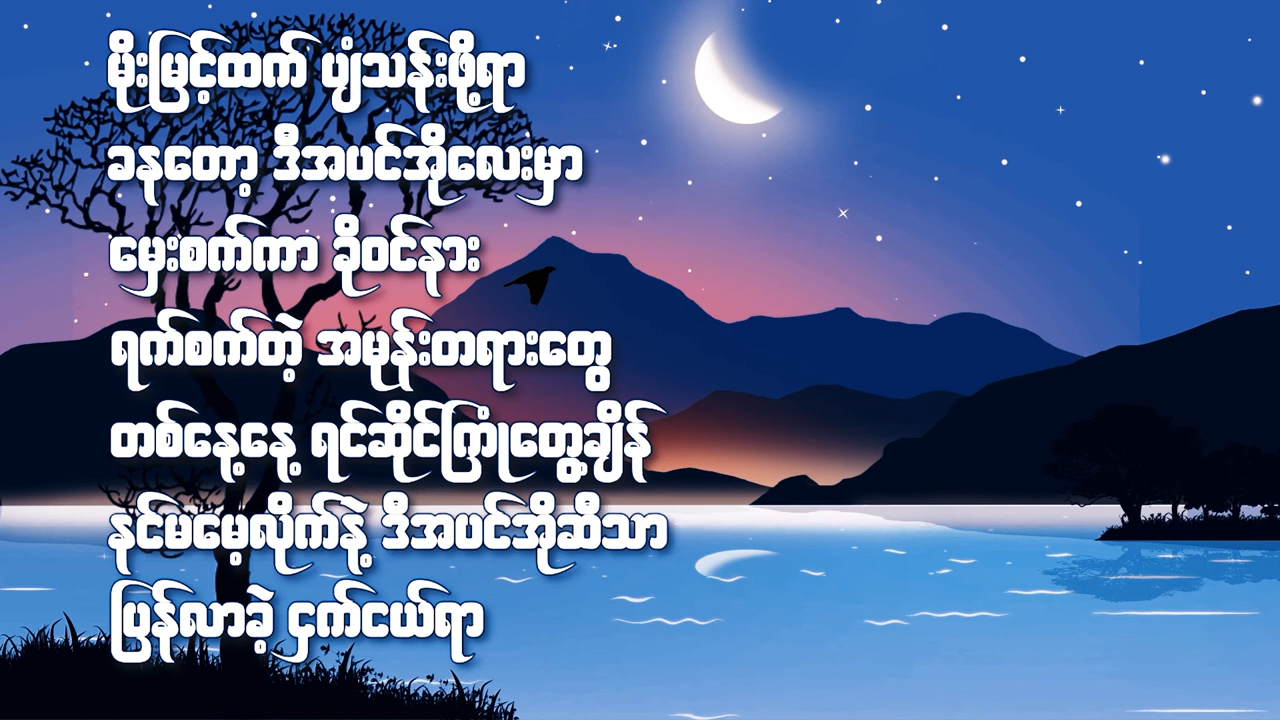 မိုးမြင့်ထက် ပျံသန်းဖို့ရာ
ခနတော့ ဒီအပင်အိုလေးမှာ
မှေးစက်ကာ ခိုဝင်နား
ရက်စက်တဲ့ အမုန်းတရားတွေ
တစ်နေ့နေ့ ရင်ဆိုင်ကြုံတွေ့ချိန်
နင်မမေ့လိုက်နဲ့ ဒီအပင်အိုဆီသာ
ပြန်လာခဲ့ ငှက်ငယ်ရာ